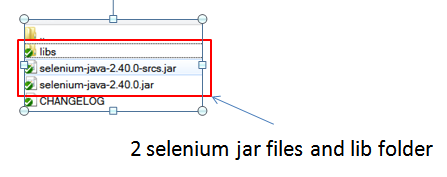 ..
libs
selenium-java-2.40.0-srcs.jar
selenium-java-2.40.0.jar
CHANGELOG
2 selenium jar files and lib folder